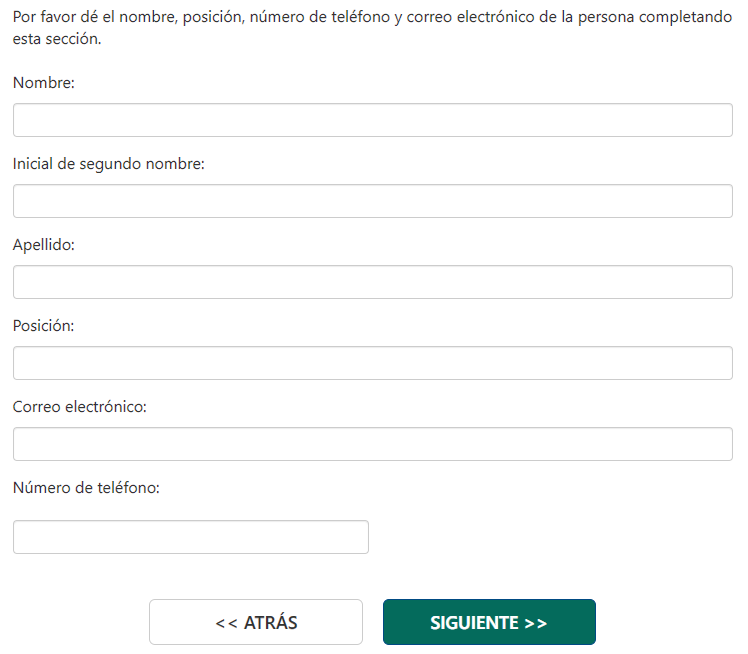 Por favor dé el nombre, posición, número de teléfono y correo electrónico de la persona completando
esta sección.
Nombre:
Inicial de segundo nombre:
Apellido:
Posición:
Correo electrónico:
Número de teléfono:
<< ATRÁS
SIGUIENTE >>